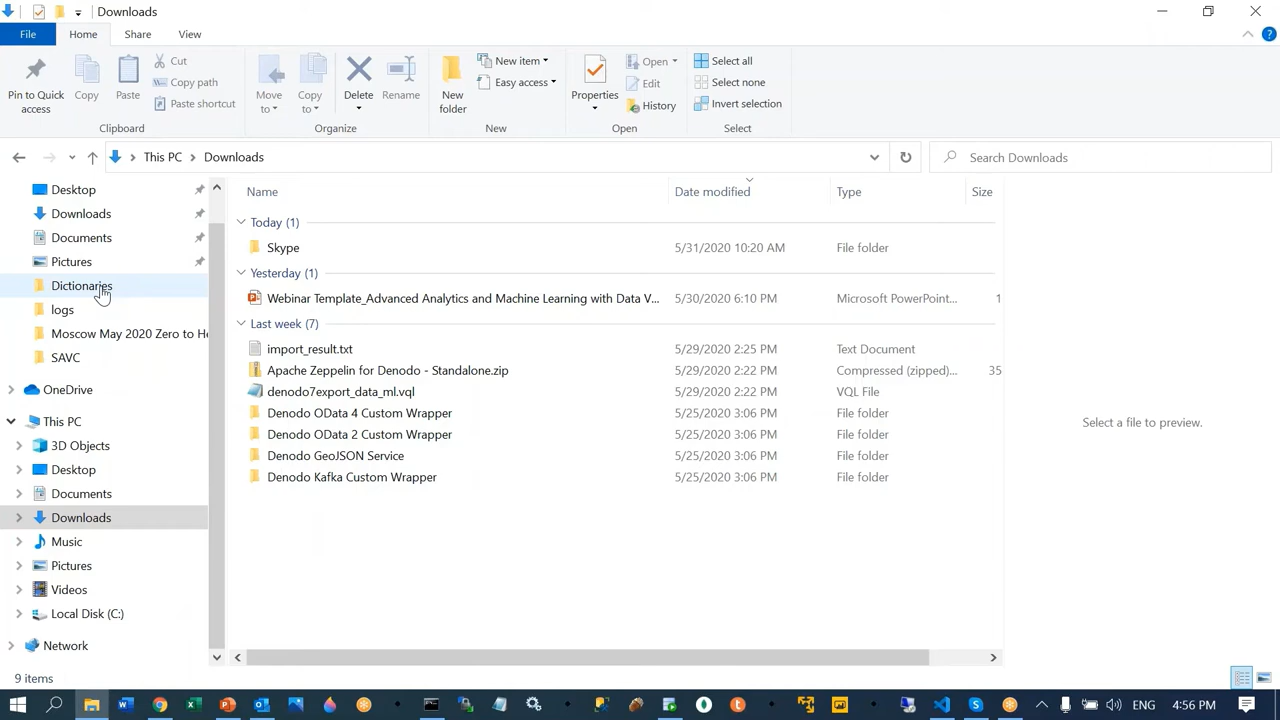 Downloads
File Home Share View
Pin to Quick access
Copy
Paste
Cut
Copy path
Paste shortcut
Clipboard
Move to
Copy to
Delete
Rename
Organize
New folder
New item
Easy access
New
Properties
Open
Edit
History
Open
Select all
Select none
Invert selection
Select
This PC > Downloads
Search Downloads
Desktop
Downloads
Documents
Pictures
Dictionaries
logs
Moscow May 2020 Zero to He
SAVC
OneDrive
This PC
3D Objects
Desktop
Documents
Downloads
Music
Pictures
Videos
Local Disk (C:)
Network
Name Date modified Type Size
Today (1)
Skype 5/31/2020 10:20 AM File folder
Yesterday (1)
Webinar Template_Advanced Analytics and Machine Learning with Data V... 5/30/2020 6:10 PM Microsoft PowerPoint... 1
Last week (7)
import_result.txt 5/29/2020 2:25 PM Text Document
Apache Zeppelin for Denodo - Standalone.zip 5/29/2020 2:22 PM Compressed (zipped)... 35
denodo7export_data_ml.vql 5/29/2020 2:22 PM VQL File
Denodo OData 4 Custom Wrapper 5/25/2020 3:06 PM File folder
Denodo OData 2 Custom Wrapper 5/25/2020 3:06 PM File folder
Denodo GeoJSON Service 5/25/2020 3:06 PM File folder
Denodo Kafka Custom Wrapper 5/25/2020 3:06 PM File folder
Select a file to preview.
9 items
ENG 4:56 PM